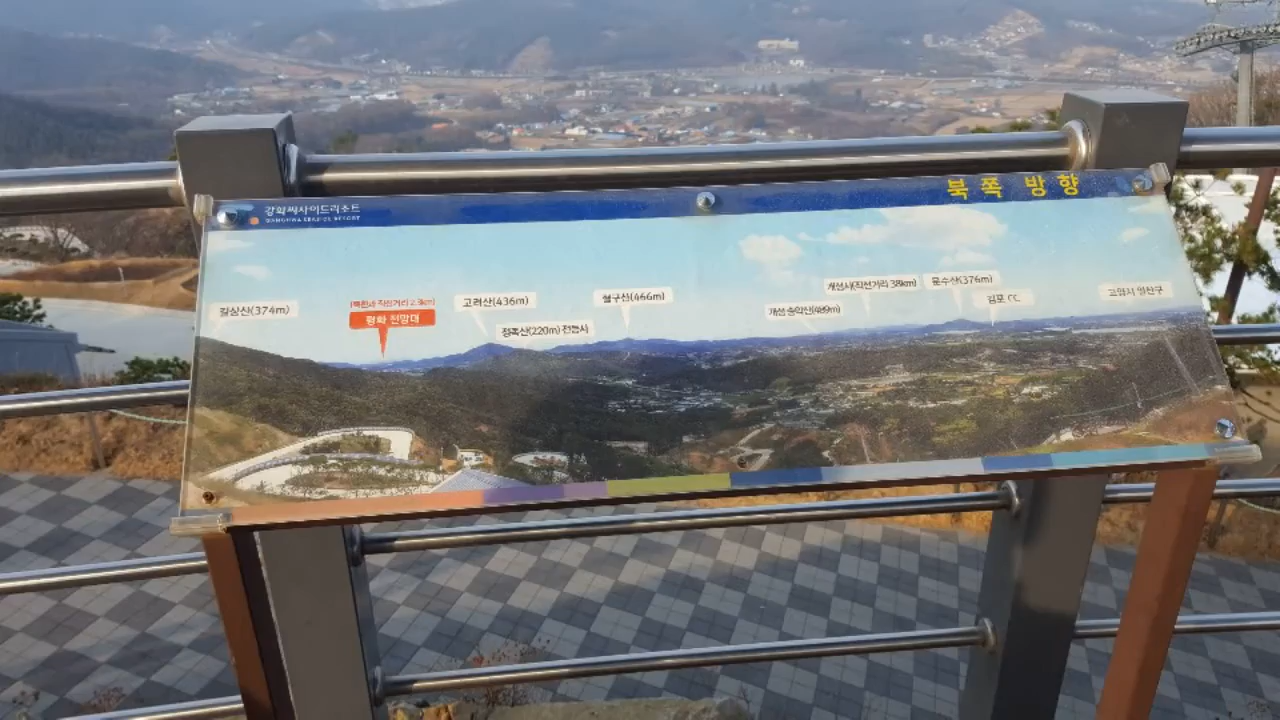 강화씨사이드리조트
GANGHWA SEASIDE RESORT
북쪽 방향
길상산(374m)
(북한과 직선거리 2.3km)
평화 전망대
고려산(436m)
정족산(220m) 전등사
혈구산(466m)
개성 송악산(489m)
개성시(직선거리 38km)
문수산(376m)
김포 CC
고양시 일산구